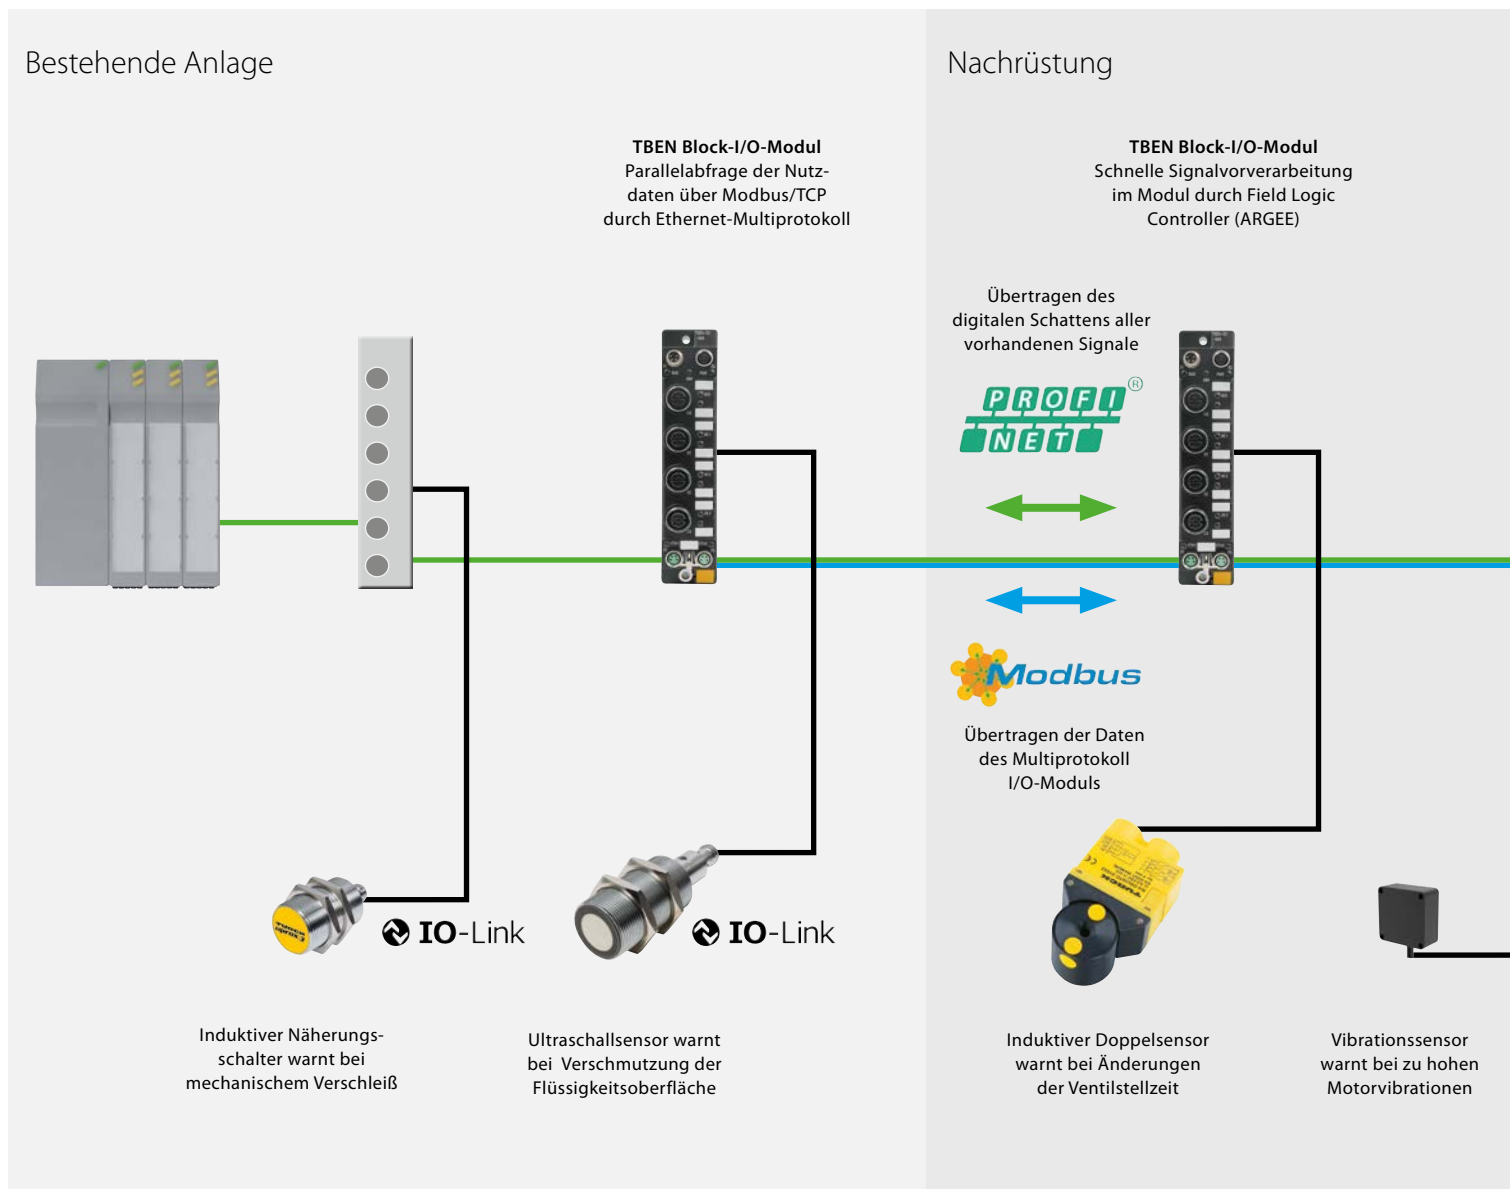 Bestehende Anlage
Nachrüstung
TBEN Block-I/O-Modul
Parallelabfrage der Nutz-
daten über Modbus/TCP
durch Ethernet-Multiprotokoll
TBEN Block-I/O-Modul
Schnelle Signalvorverarbeitung
im Modul durch Field Logic
Controller (ARGEE)
Übertragen des
digitalen Schattens aller
vorhandenen Signale
PROFI®
NET
Modbus
Übertragen der Daten
des Multiprotokoll
I/O-Moduls
TURCK
IO-Link
IO-Link
Induktiver Näherungs-
schalter warnt bei
mechanischem Verschleiß
Ultraschallsensor warnt
bei Verschmutzung der
Flüssigkeitsoberfläche
Induktiver Doppelsensor
warnt bei Änderungen
der Ventilstellzeit
Vibrationssensor
warnt bei zu hohen
Motorvibrationen